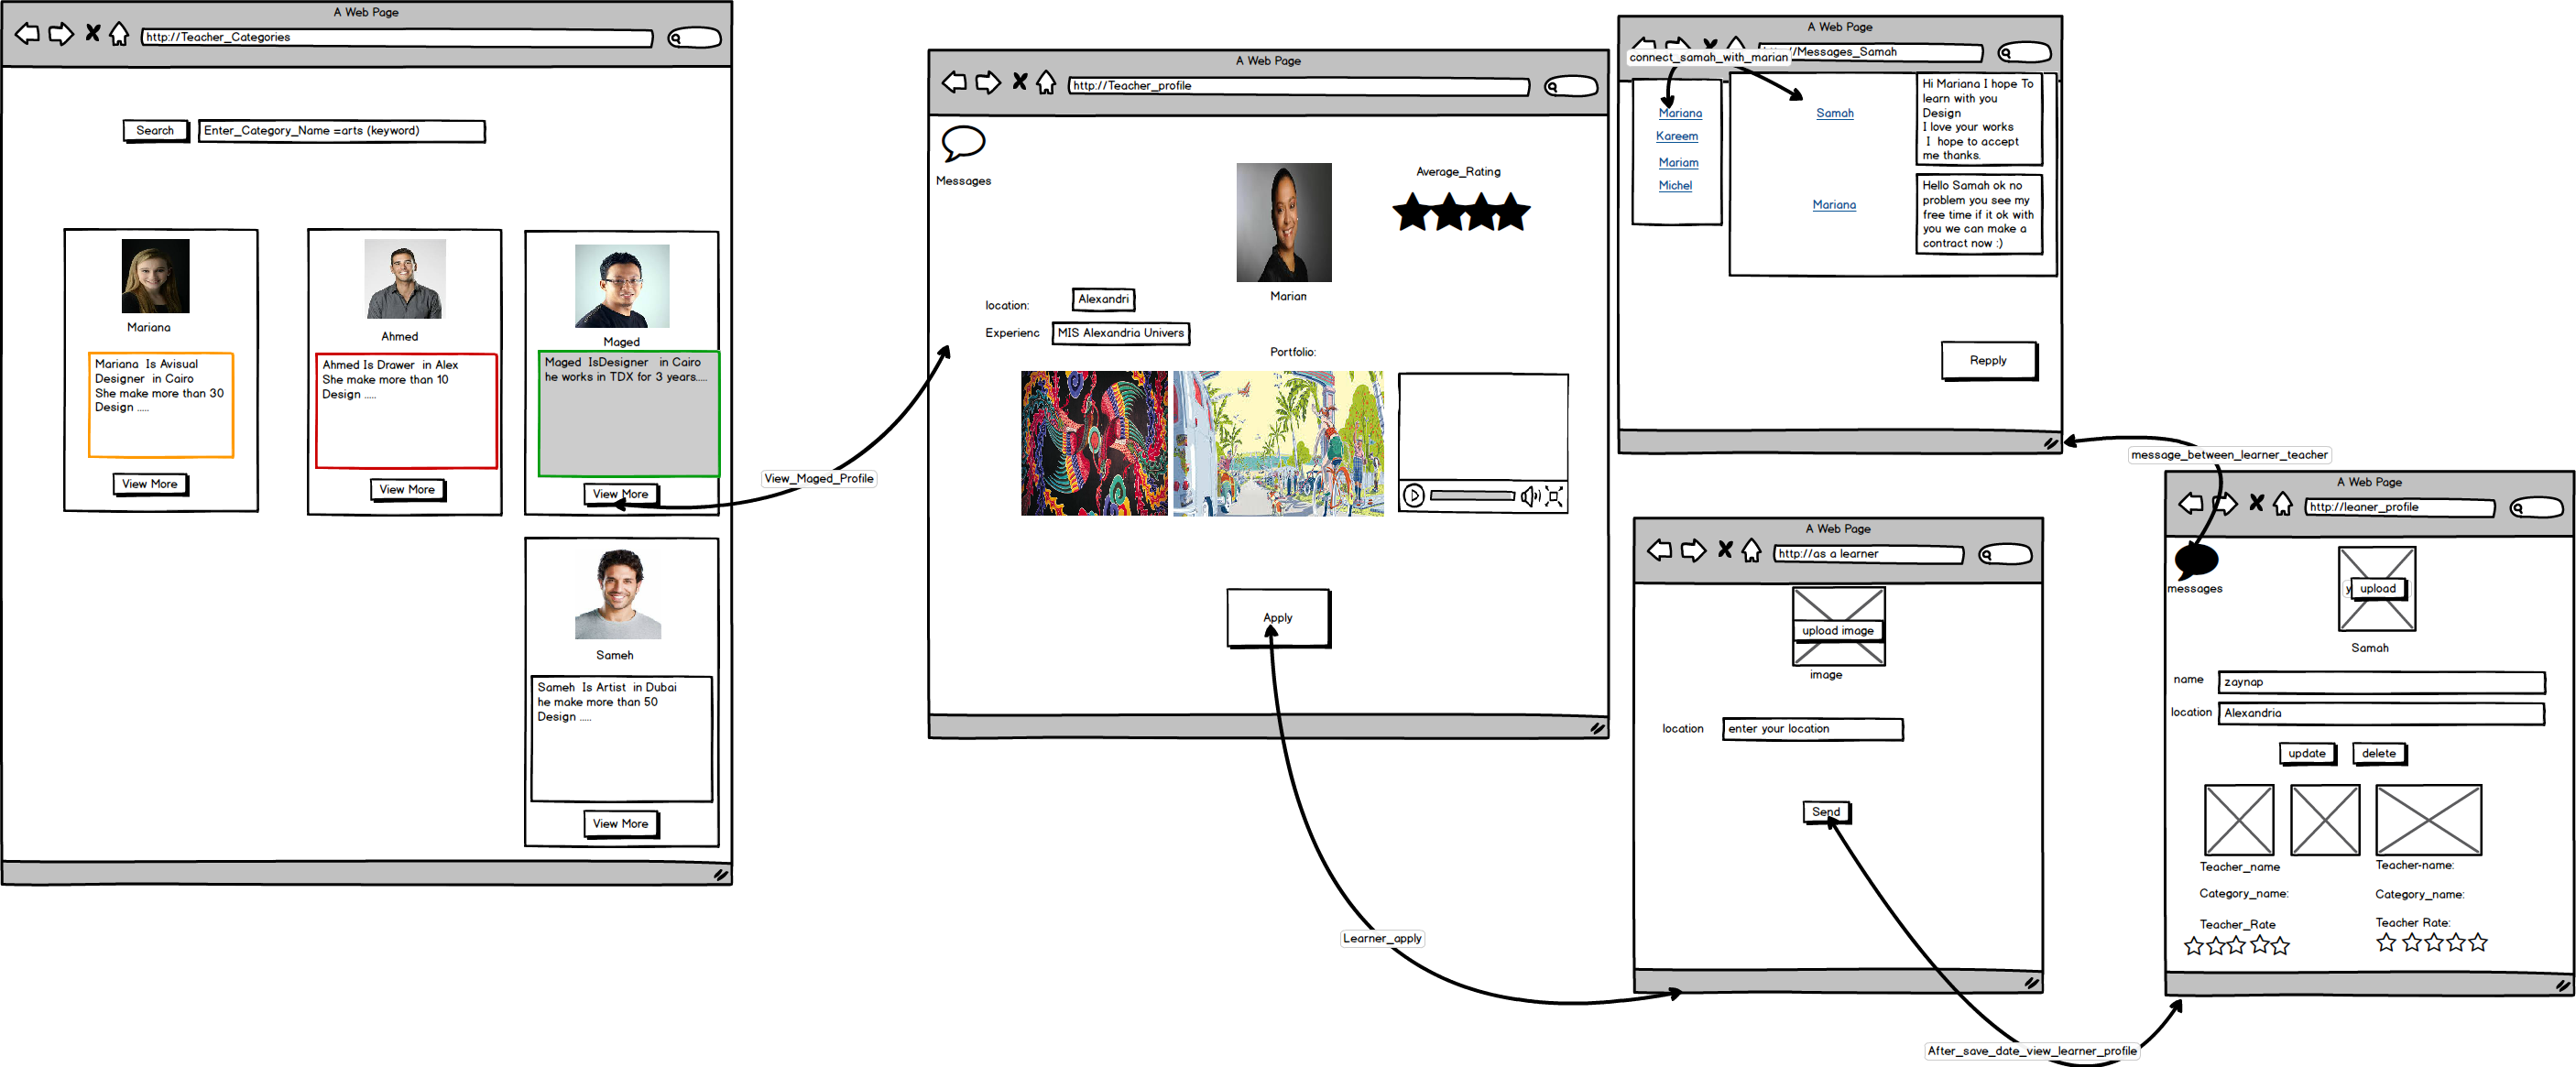 A Web Page
http://Teacher_Categories
Search
Enter_Category_Name =arts (keyword)
Mariana
Mariana  Is Avisual
Designer  in Cairo
She make more than 30
Design .....
View More
Ahmed
Ahmed Is Drawer  in Alex
She make more than 10
Design .....
View More
Maged
Maged  IsDesigner   in Cairo
he works in TDX for 3 years.....
View More
Sameh
Sameh  Is Artist  in Dubai
he make more than 50
Design .....
View More
View_Maged_Profile
A Web Page
http://Teacher_profile
Messages
Average_Rating
Mariam
location:
Alexandri
Experienc
MIS Alexandria Univers
Portfolio:
Apply
Learner_apply
A Web Page
//Messages_Samah
connect_samah_with_marian
Mariana
Kareem
Mariam
Michel
Samah
Hi Mariana I hope To
learn with you
Design
I love your works
I  hope to accept
me thanks.
Mariana
Hello Samah ok no
problem you see my
free time if it ok with
you we can make a
contract now :)
Repply
message_between_learner_teacher
A Web Page
http://as a learner
upload image
image
location
enter your location
Send
After_save_date_view_learner_profile
A Web Page
http://leaner_profile
messages
y
upload
Samah
name
zaynap
location
Alexandria
update
delete
Teacher_name
Category_name:
Teacher_Rate
Teacher-name:
Category_name:
Teacher Rate: